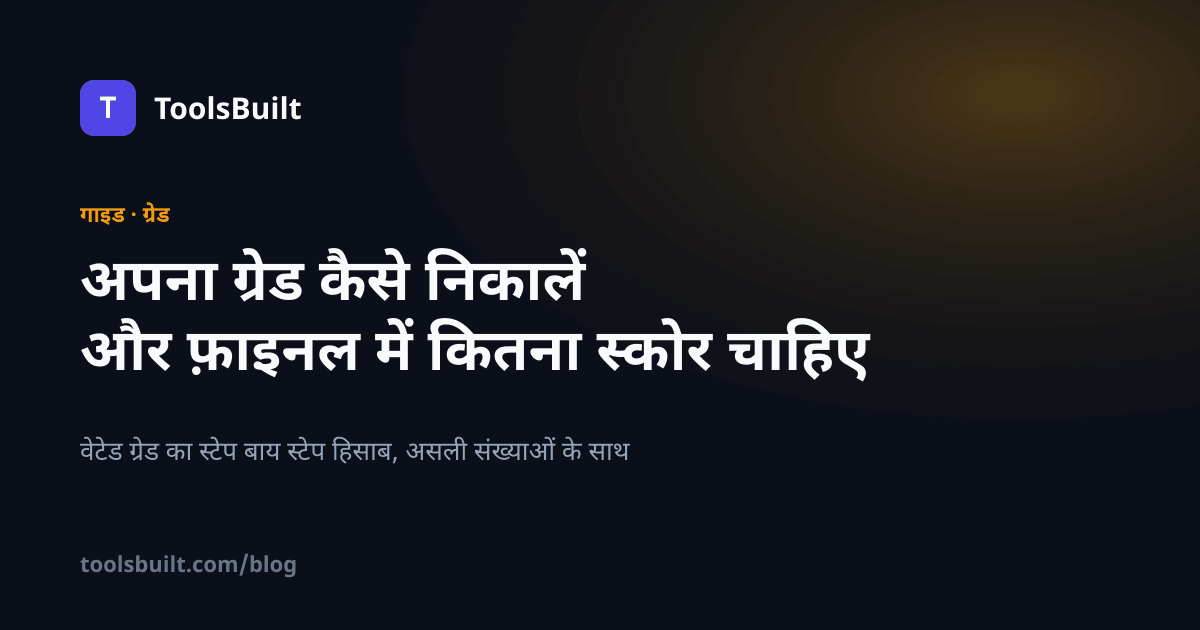 T
ToolsBuilt
गाइड · ग्रेड
अपना ग्रेड कैसे निकालें
और फ़ाइनल में कितना स्कोर चाहिए
वेटेड ग्रेड का स्टेप बाय स्टेप हिसाब, असली संख्याओं के साथ
toolsbuilt.com/blog